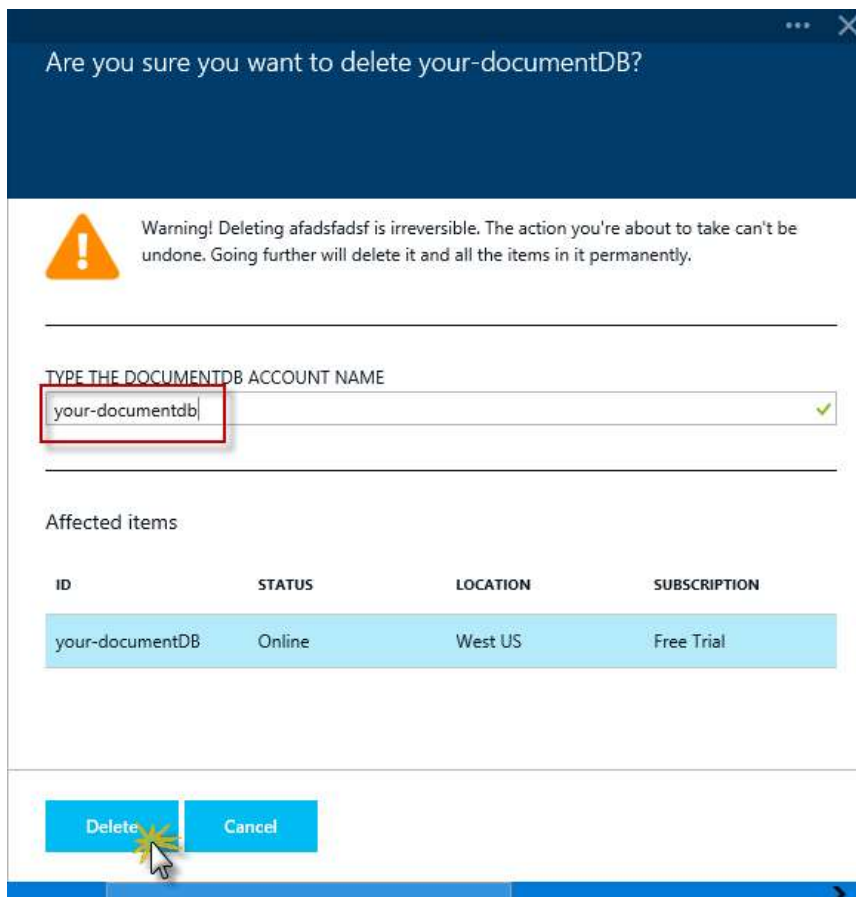 Are you sure you want to delete your-documentDB?
Warning! Deleting afadsfadsf is irreversible. The action you're about to take can't be
undone. Going further will delete it and all the items in it permanently.
TYPE THE DOCUMENTDB ACCOUNT NAME
your-documentdb
Affected items
ID STATUS LOCATION SUBSCRIPTION
your-documentDB Online West US Free Trial
Delete Cancel